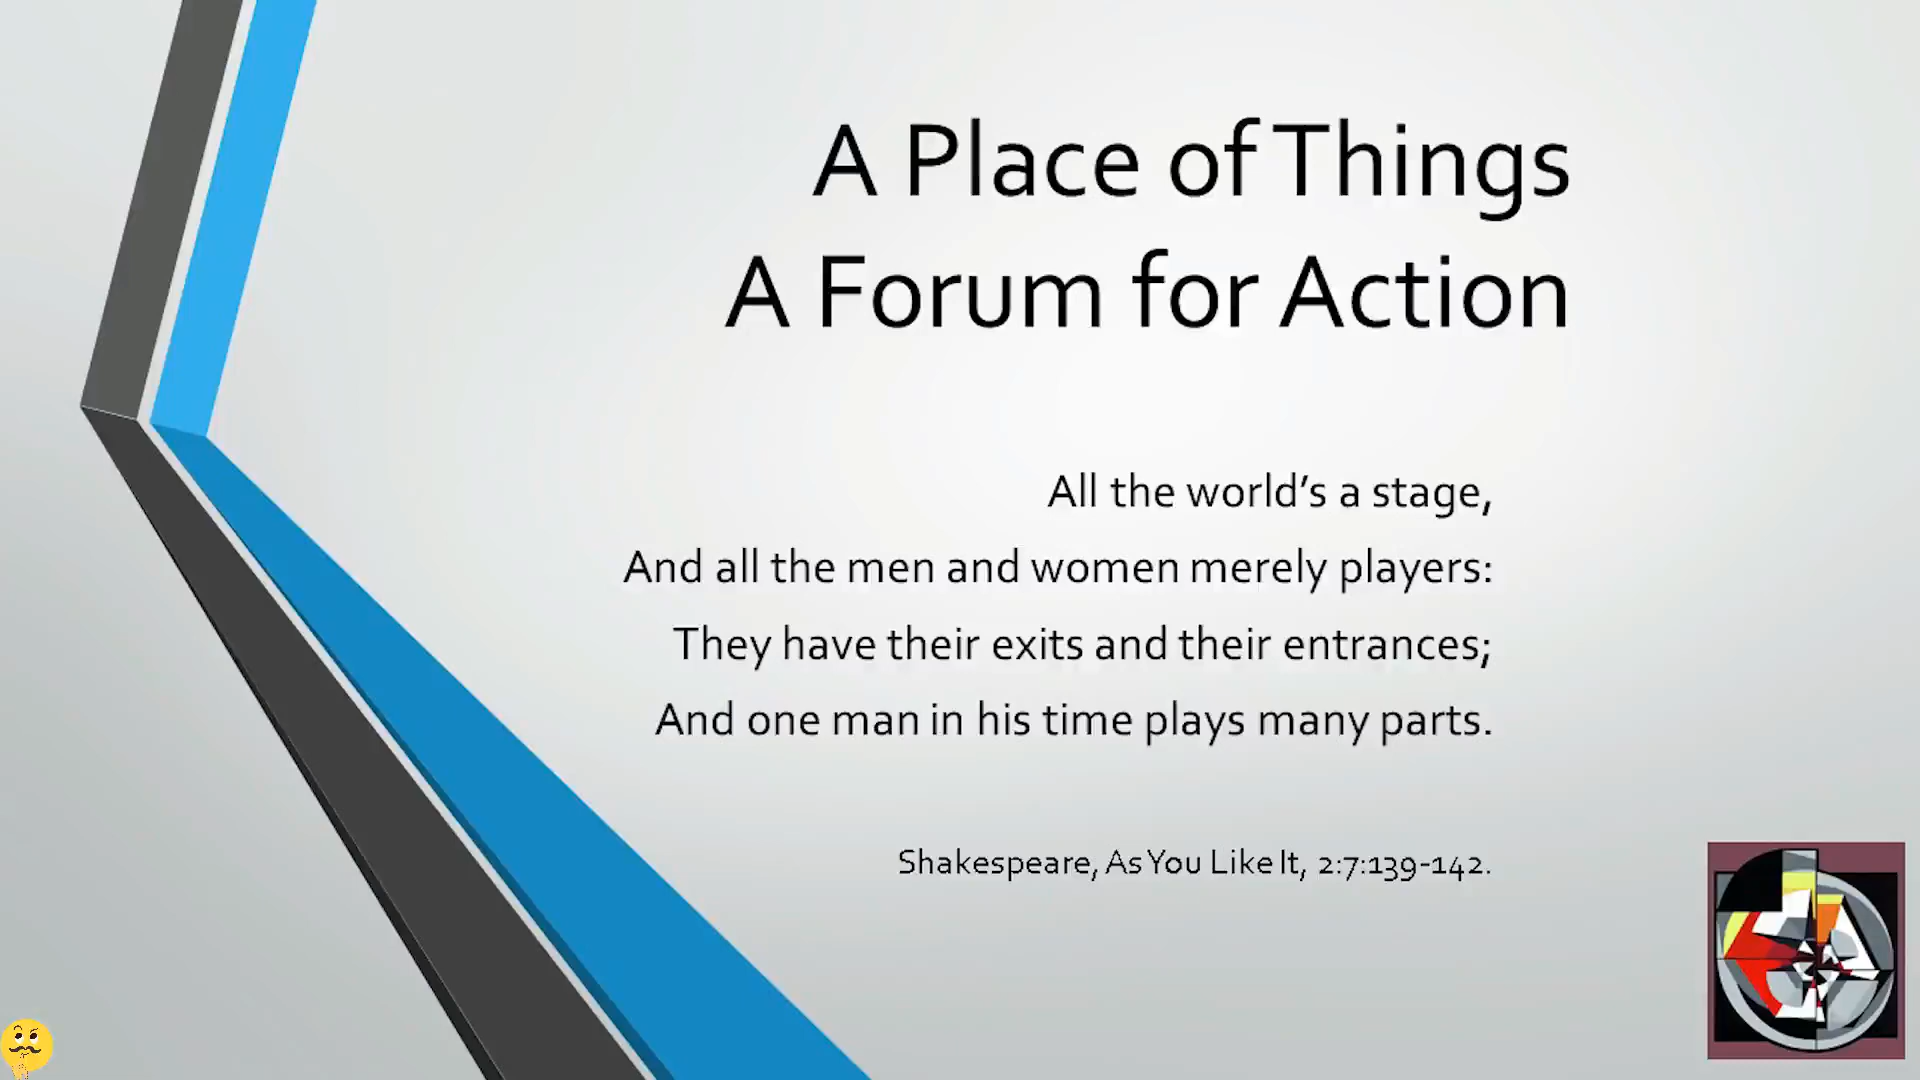 A Place of Things
A Forum for Action
All the world’s a stage,
And all the men and women merely players:
They have their exits and their entrances;
And one man in his time plays many parts.
Shakespeare, As You Like It, 2:7:139-142.